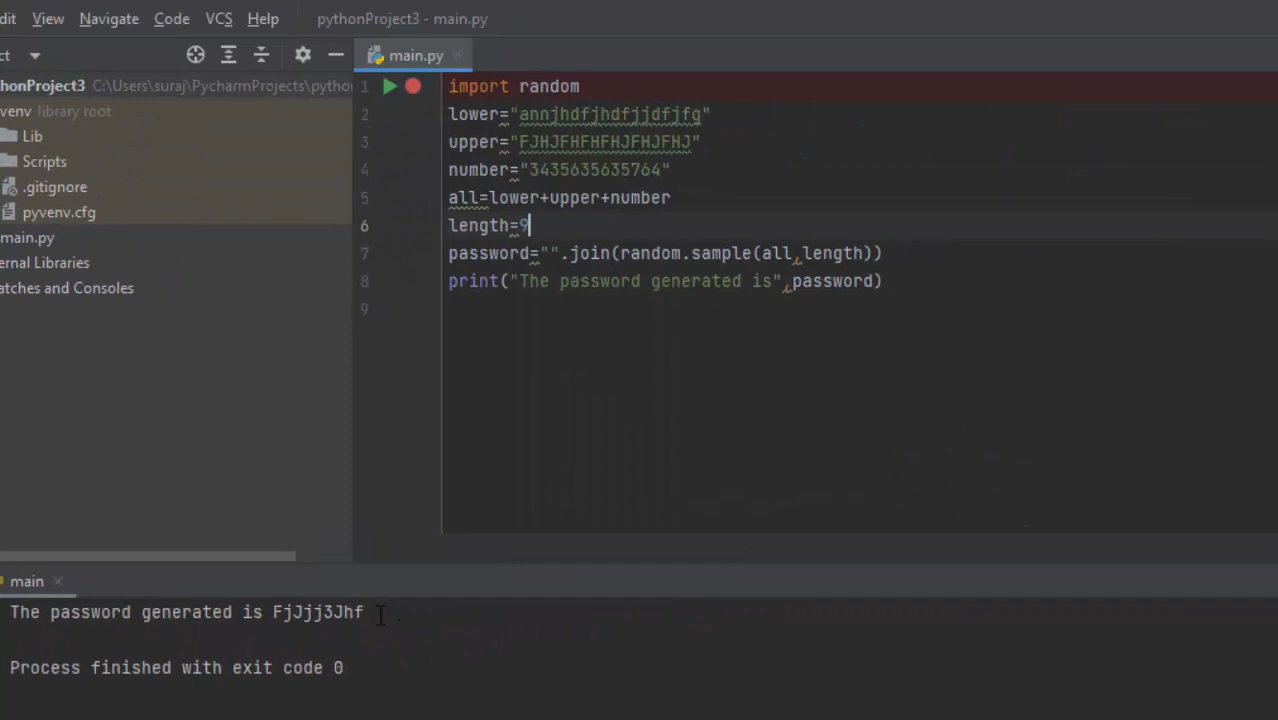 dit View Navigate Code VCS Help pythonProject3 - main.py
ct main.py
honProject3 C:\Users\suraj\PycharmProjects\pytho
venv library root
Lib
Scripts
.gitignore
pyvenv.cfg
main.py
ernal Libraries
atches and Consoles
1 import random
2 lower="annjhdfjhdfjjdfjfg"
3 upper="FJHJFHFHFHJFHJFHJ"
4 number="3435635635764"
5 all=lower+upper+number
6 length=9
7 password="".join(random.sample(all,length))
8 print("The password generated is",password)
9
main
The password generated is FjJjj3Jhf
Process finished with exit code 0